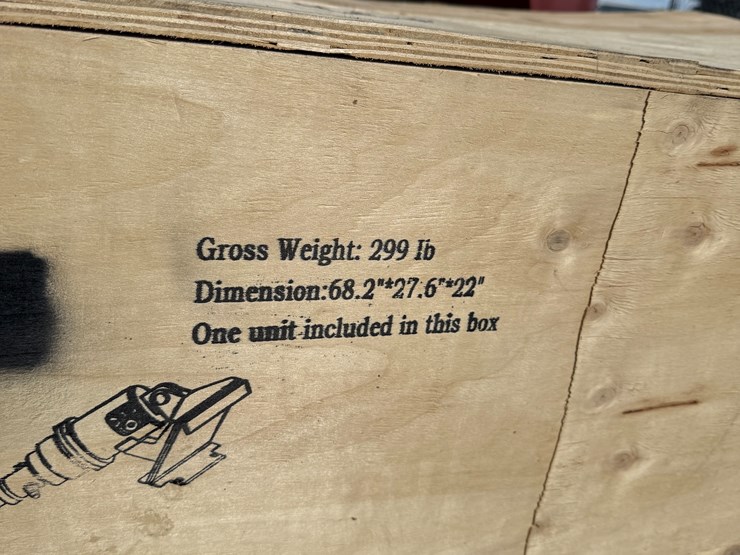 Gross Weight: 299 lb
Dimension:68.2"*27.6"*22"
One unit included in this box